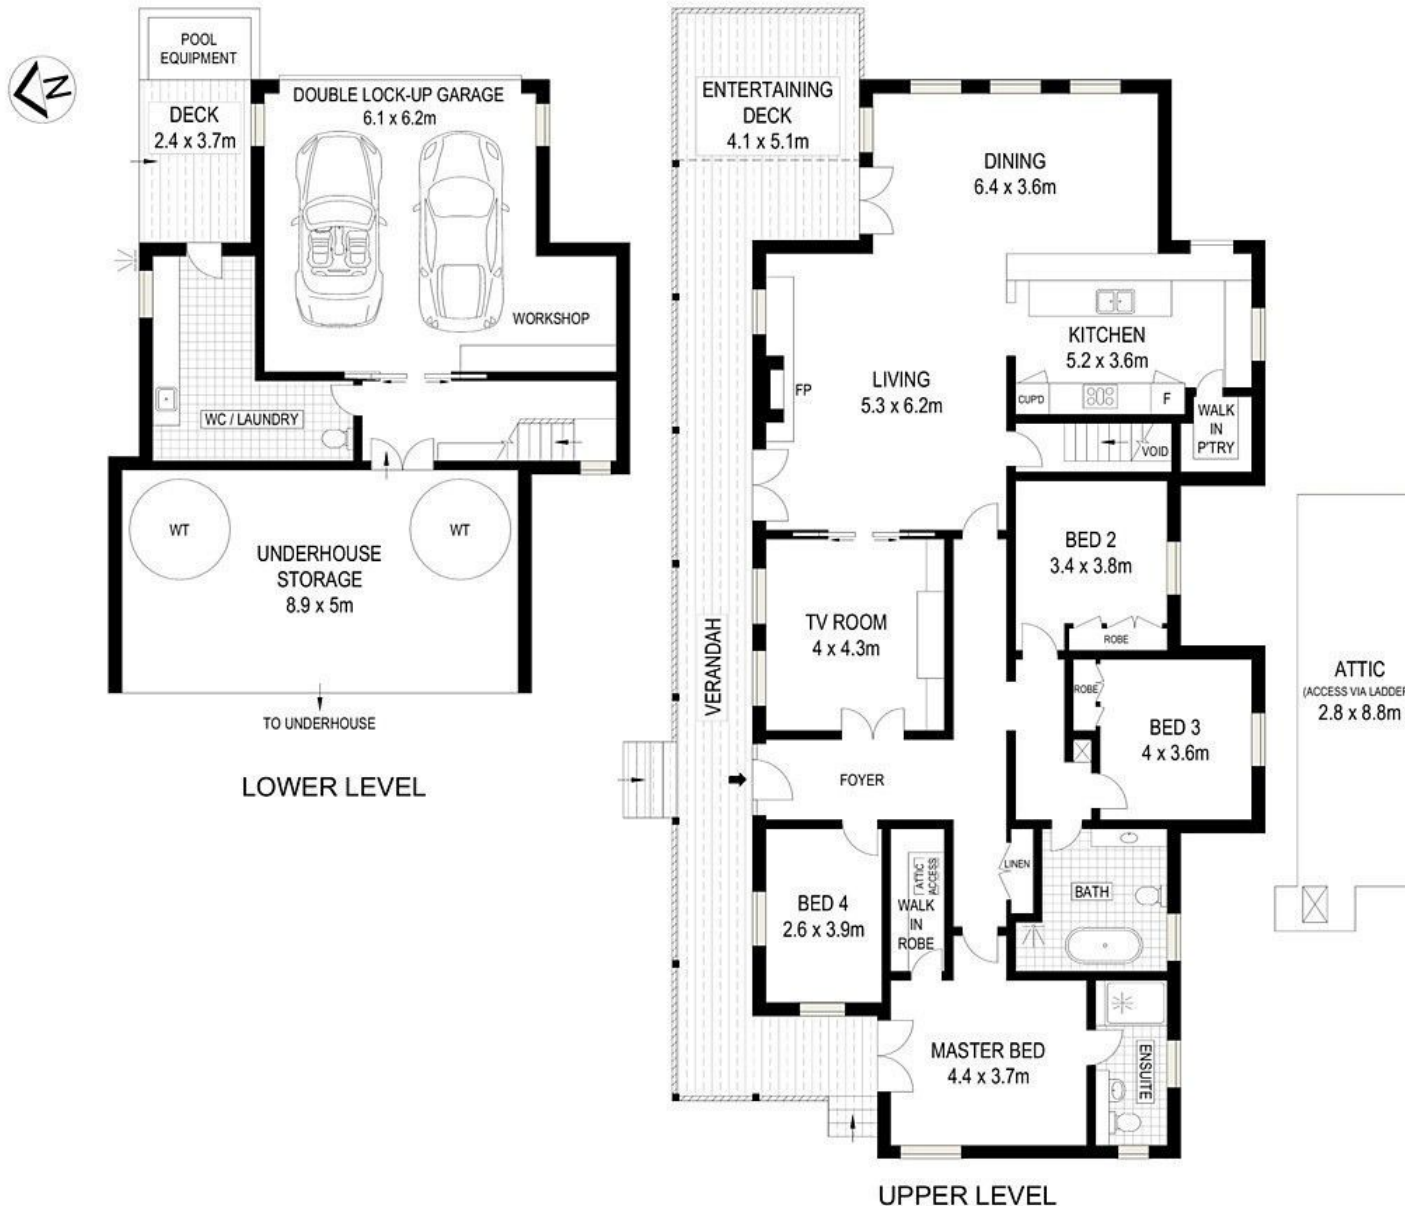 POOL
EQUIPMENT
N
DECK
2.4 x 3.7m
DOUBLE LOCK-UP GARAGE
6.1 x 6.2m
WORKSHOP
WC / LAUNDRY
WT
WT
UNDERHOUSE
STORAGE
8.9 x 5m
TO UNDERHOUSE
LOWER LEVEL
ENTERTAINING
DECK
4.1 x 5.1m
DINING
6.4 x 3.6m
KITCHEN
5.2 x 3.6m
LIVING
5.3 x 6.2m
FP
CUP'D
F
WALK
IN
P'TRY
VOID
BED 2
3.4 x 3.8m
ROBE
TV ROOM
4 x 4.3m
VERANDAH
ROBE
BED 3
4 x 3.6m
FOYER
LINEN
BATH
BED 4
2.6 x 3.9m
ATTIC
ACCESS
WALK
IN
ROBE
MASTER BED
4.4 x 3.7m
ENSUITE
UPPER LEVEL
ATTIC
(ACCESS VIA LADDER
2.8 x 8.8m